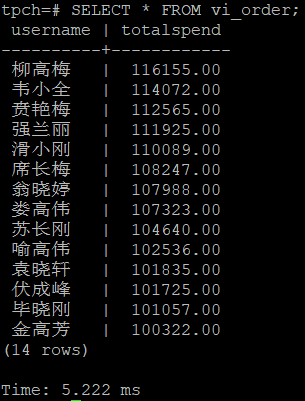 tpch=# SELECT * FROM vi_order;
username | totalspend
----------+------------
柳高梅 | 116155.00
韦小全 | 114072.00
贲艳梅 | 112565.00
强兰丽 | 111925.00
滑小刚 | 110089.00
席长梅 | 108247.00
翁晓婷 | 107988.00
娄高伟 | 107323.00
苏长刚 | 104640.00
喻高伟 | 102536.00
袁晓轩 | 101835.00
伏成峰 | 101725.00
毕晓刚 | 101057.00
金高芳 | 100322.00
(14 rows)
Time: 5.222 ms